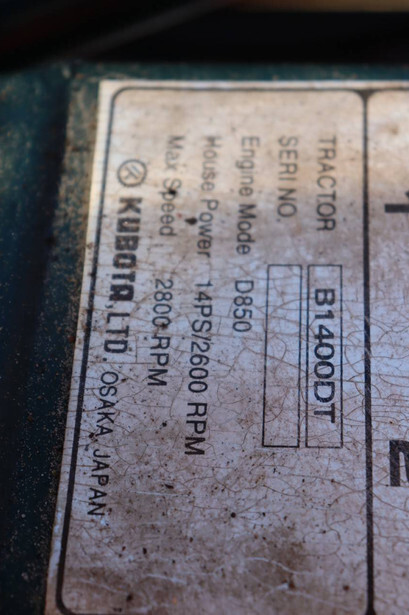 TRACTOR B1400DT
SERI NO.
Engine Mode D850
House Power 14PS/2600 RPM
Max Speed 2800 RPM
KUBOTA, LTD. OSAKA, JAPAN